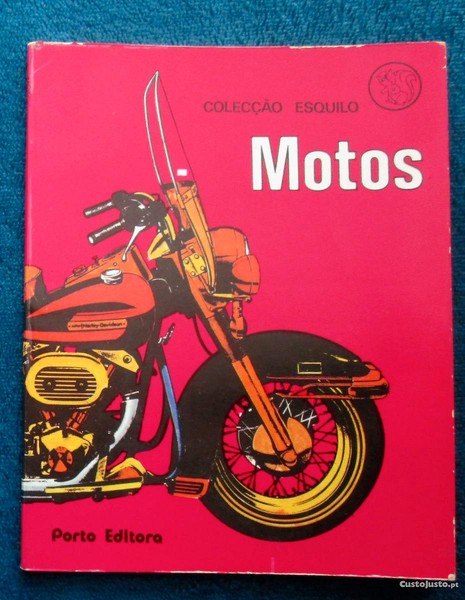 COLECÇÃO ESQUILO
Motos
Harley-Davidson
Porto Editora
CustoJusto.pt